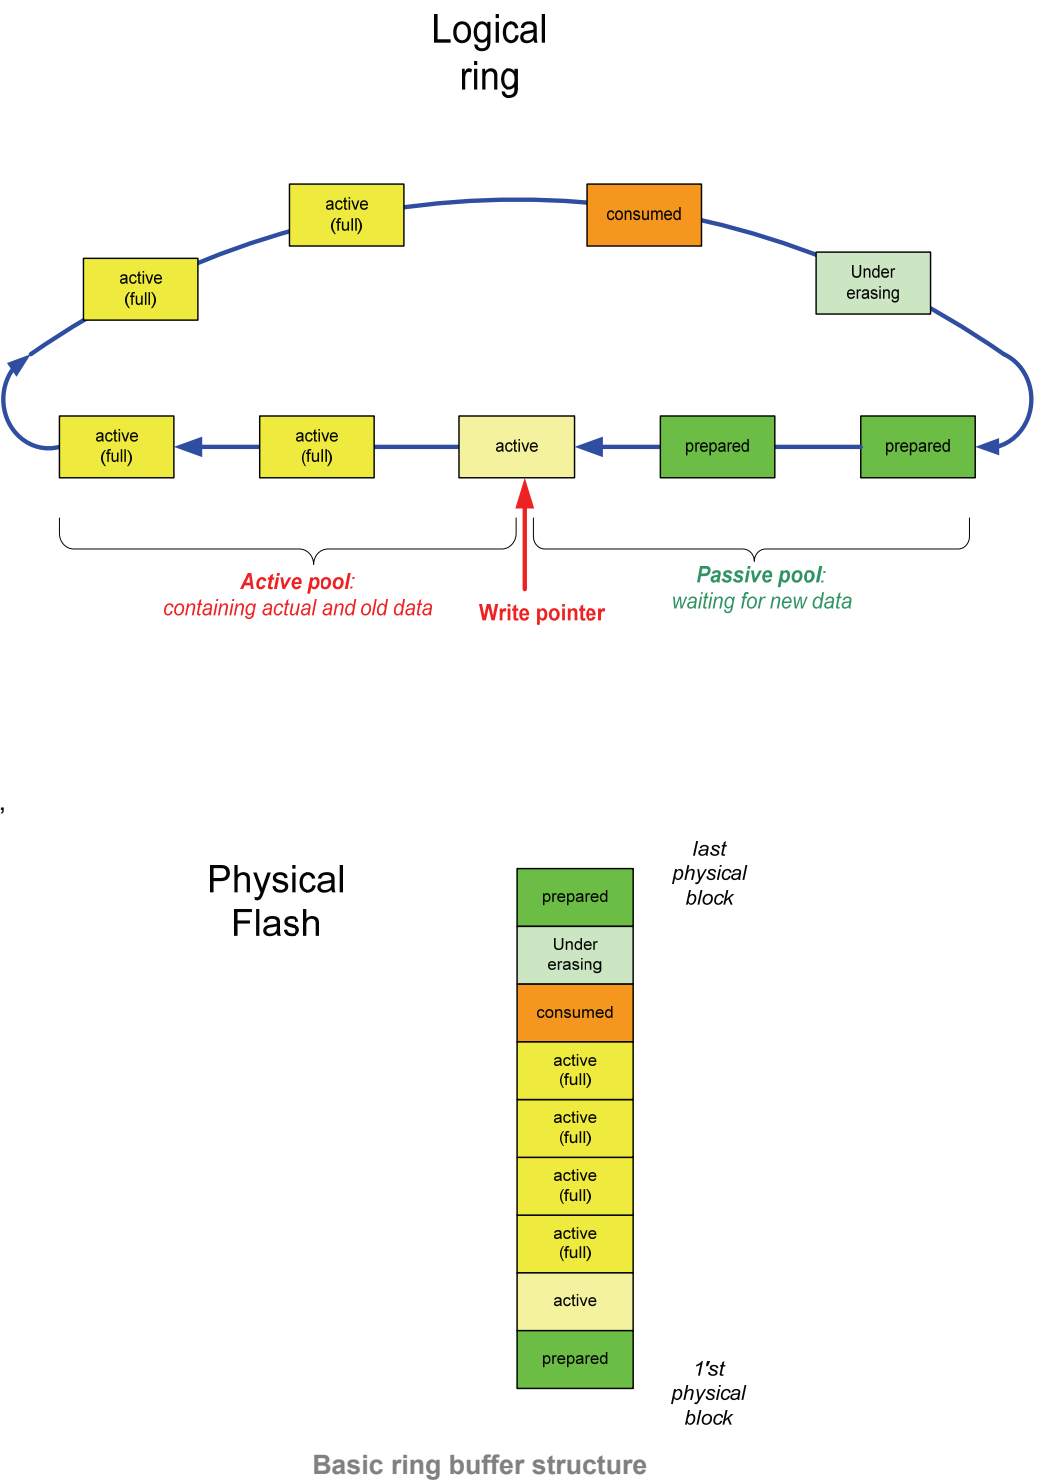 Logical
ring
active
(full)
consumed
active
(full)
Under
erasing
active
(full)
active
(full)
active
prepared
prepared
Active pool:
containing actual and old data
Write pointer
Passive pool:
waiting for new data
,
Physical
Flash
last
physical
block
prepared
Under
erasing
consumed
active
(full)
active
(full)
active
(full)
active
(full)
active
prepared
1'st
physical
block
Basic ring buffer structure